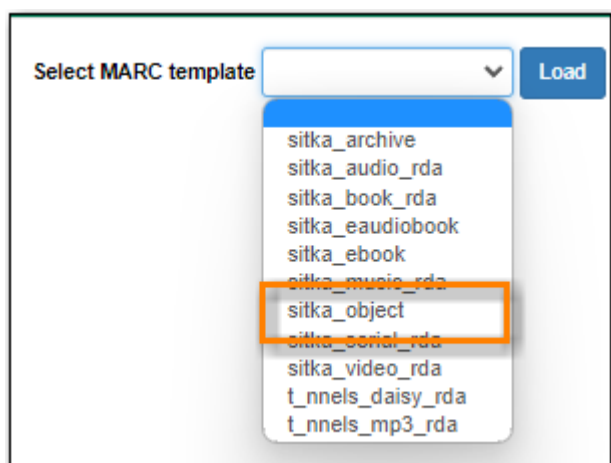 Select MARC template Load
sitka_archive
sitka_audio_rda
sitka_book_rda
sitka_eaudiobook
sitka_ebook
sitka_music_rda
sitka_object
sitka_serial_rda
sitka_video_rda
t_nnels_daisy_rda
t_nnels_mp3_rda